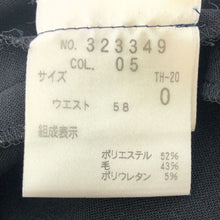 NO. 323349
COL. 05
サイズ TH-20
0
ウエスト 58
組成表示
ポリエステル 52%
毛 43%
ポリウレタン 5%